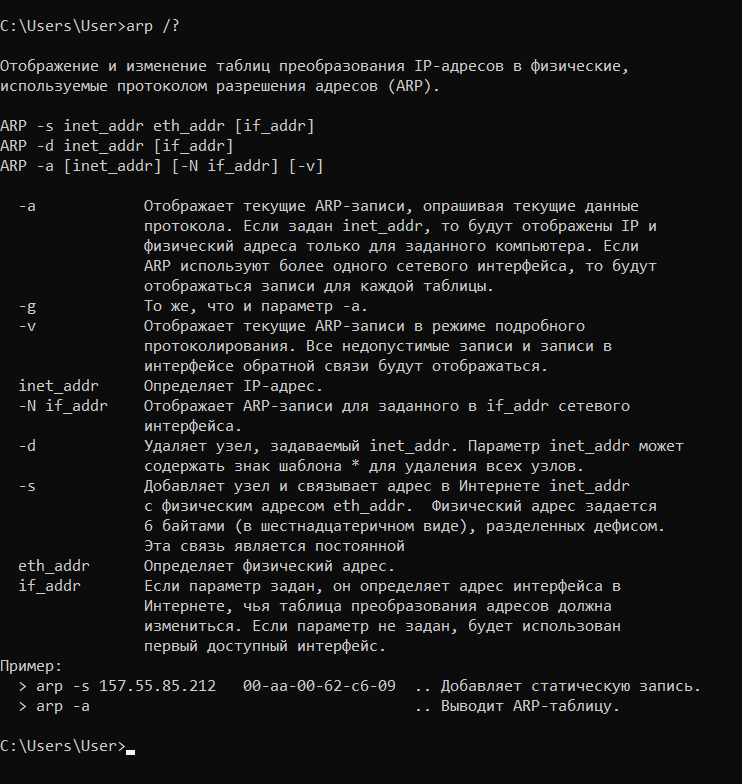 C:\Users\User>arp /?
Отображение и изменение таблиц преобразования IP-адресов в физические,
используемые протоколом разрешения адресов (ARP).
ARP -s inet_addr eth_addr [if_addr]
ARP -d inet_addr [if_addr]
ARP -a [inet_addr] [-N if_addr] [-v]
-a Отображает текущие ARP-записи, опрашивая текущие данные
протокола. Если задан inet_addr, то будут отображены IP и
физический адреса только для заданного компьютера. Если
ARP используют более одного сетевого интерфейса, то будут
отображаться записи для каждой таблицы.
-g То же, что и параметр -a.
-v Отображает текущие ARP-записи в режиме подробного
протоколирования. Все недопустимые записи и записи в
интерфейсе обратной связи будут отображаться.
inet_addr Определяет IP-адрес.
-N if_addr Отображает ARP-записи для заданного в if_addr сетевого
интерфейса.
-d Удаляет узел, задаваемый inet_addr. Параметр inet_addr может
содержать знак шаблона * для удаления всех узлов.
-s Добавляет узел и связывает адрес в Интернете inet_addr
с физическим адресом eth_addr.  Физический адрес задается
6 байтами (в шестнадцатеричном виде), разделенных дефисом.
Эта связь является постоянной
eth_addr Определяет физический адрес.
if_addr Если параметр задан, он определяет адрес интерфейса в
Интернете, чья таблица преобразования адресов должна
измениться. Если параметр не задан, будет использован
первый доступный интерфейс.
Пример:
> arp -s 157.55.85.212   00-aa-00-62-c6-09  .. Добавляет статическую запись.
> arp -a .. Выводит ARP-таблицу.
C:\Users\User>